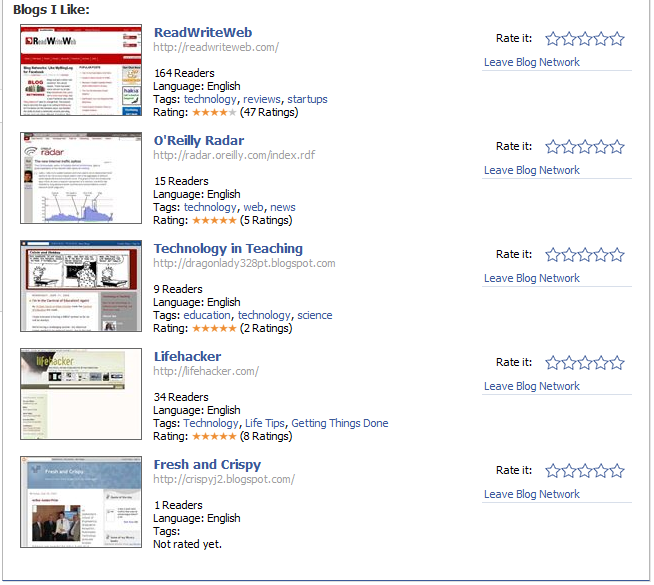 Blogs I Like:
ReadWriteWeb
http://readwriteweb.com/
164 Readers
Language: English
Tags: technology, reviews, startups
Rating: (47 Ratings)
Rate it:
Leave Blog Network
O'Reilly Radar
http://radar.oreilly.com/index.rdf
15 Readers
Language: English
Tags: technology, web, news
Rating: (5 Ratings)
Rate it:
Leave Blog Network
Technology in Teaching
http://dragonlady328pt.blogspot.com
9 Readers
Language: English
Tags: education, technology, science
Rating: (2 Ratings)
Rate it:
Leave Blog Network
lifehacker
Lifehacker
http://lifehacker.com/
34 Readers
Language: English
Tags: Technology, Life Tips, Getting Things Done
Rating: (8 Ratings)
Rate it:
Leave Blog Network
Fresh and Crispy
Fresh and Crispy
http://crispyj2.blogspot.com/
1 Readers
Language: English
Tags:
Not rated yet.
Rate it:
Leave Blog Network